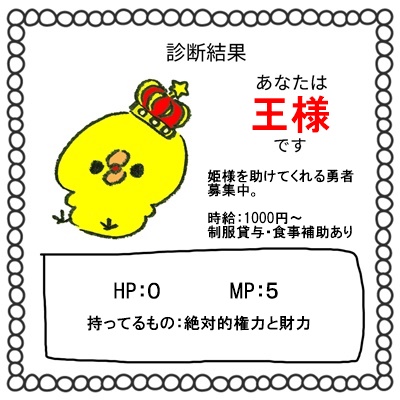 診断結果
あなたは
王様
です
姫様を助けてくれる勇者
募集中。
時給:1000円～
制服貸与・食事補助あり
HP:0 MP:5
持ってるもの:絶対的権力と財力